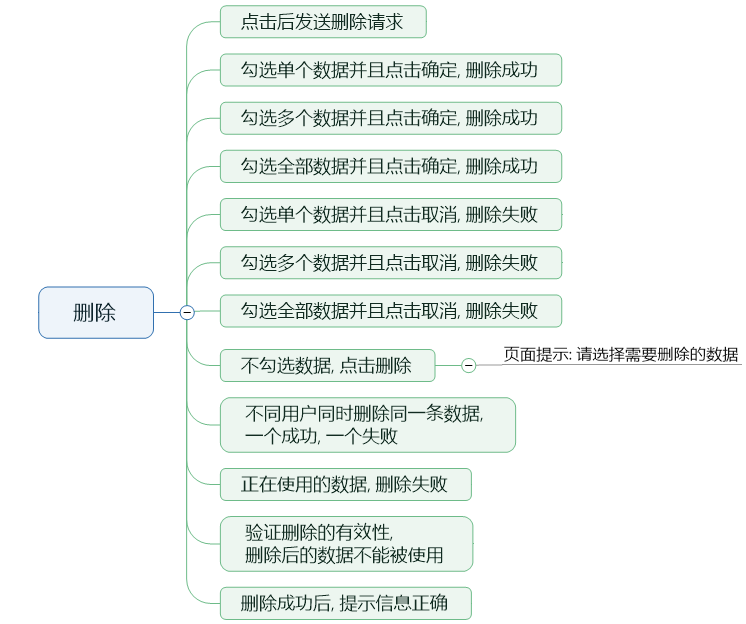 点击后发送删除请求
勾选单个数据并且点击确定, 删除成功
勾选多个数据并且点击确定, 删除成功
勾选全部数据并且点击确定, 删除成功
勾选单个数据并且点击取消, 删除失败
勾选多个数据并且点击取消, 删除失败
删除
勾选全部数据并且点击取消, 删除失败
不勾选数据, 点击删除
页面提示: 请选择需要删除的数据
不同用户同时删除同一条数据,
一个成功, 一个失败
正在使用的数据, 删除失败
验证删除的有效性,
删除后的数据不能被使用
删除成功后, 提示信息正确